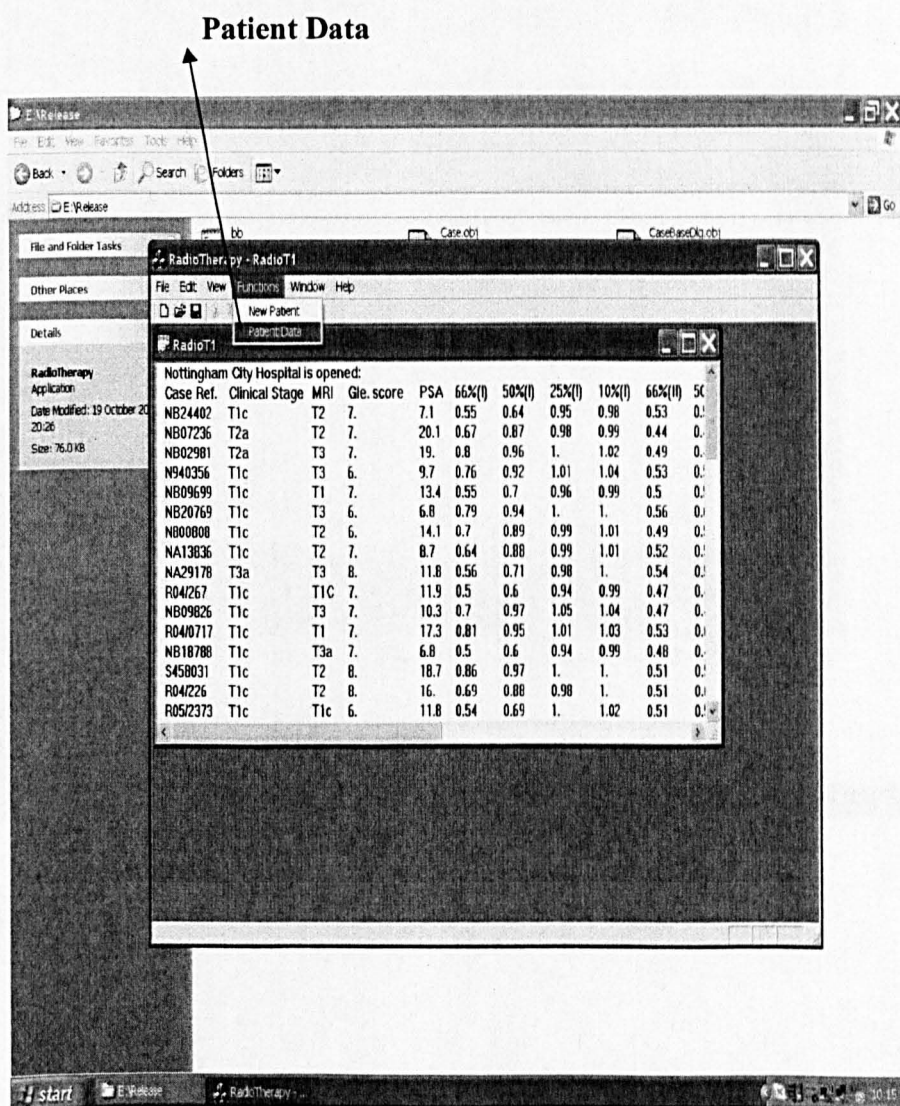 Patient Data
E:\Release
File Edit View Favorites Tools Help
Back Search Folders
Address E:\Release Go
File and Folder Tasks
Other Places
Details
RadioTherapy
Application
Date Modified: 19 October 20
20:26
Size: 76.0 KB
bb Case.obj CaseBaseDlg.obj
RadioTherapy - RadioT1
File Edit View Functions Window Help
New Patient
Patient Data
RadioT1
Nottingham City Hospital is opened:
Case Ref. Clinical Stage MRI Gle. score PSA 66%(I) 50%(I) 25%(I) 10%(I) 66%(II) 50
NB24402 T1c T2 7. 7.1 0.55 0.64 0.95 0.98 0.53 0.
NB07236 T2a T2 7. 20.1 0.67 0.87 0.98 0.99 0.44 0.
NB02981 T2a T3 7. 19. 0.8 0.96 1. 1.02 0.49 0.
N940356 T1c T3 6. 9.7 0.76 0.92 1.01 1.04 0.53 0.
NB09699 T1c T1 7. 13.4 0.55 0.7 0.96 0.99 0.5 0.
NB20769 T1c T3 6. 6.8 0.79 0.94 1. 1. 0.56 0.
NB00808 T1c T2 6. 14.1 0.7 0.89 0.99 1.01 0.49 0.
NA13836 T1c T2 7. 8.7 0.64 0.88 0.99 1.01 0.52 0.
NA29178 T3a T3 8. 11.8 0.56 0.71 0.98 1. 0.54 0.
R04/267 T1c T1C 7. 11.9 0.5 0.6 0.94 0.99 0.47 0.
NB09826 T1c T3 7. 10.3 0.7 0.97 1.05 1.04 0.47 0.
R04/0717 T1c T1 7. 17.3 0.81 0.95 1.01 1.03 0.53 0.
NB18788 T1c T3a 7. 6.8 0.5 0.6 0.94 0.99 0.48 0.
S458031 T1c T2 8. 18.7 0.86 0.97 1. 1. 0.51 0.
R04/226 T1c T2 8. 16. 0.69 0.88 0.98 1. 0.51 0.
R05/2373 T1c T1c 6. 11.8 0.54 0.69 1. 1.02 0.51 0.
start E:\Release RadioTherapy - ... 10:15